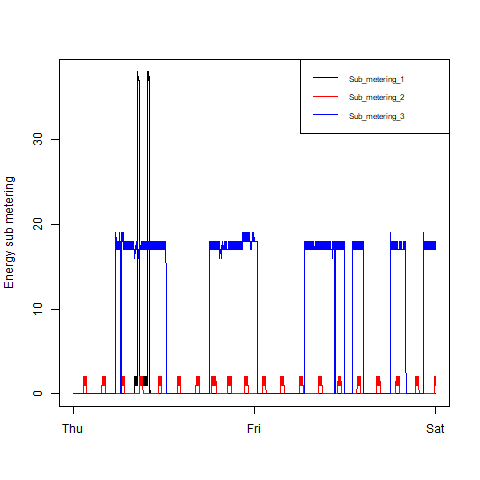 Sub_metering_1
Sub_metering_2
Sub_metering_3
Energy sub metering
30
20
10
0
Thu Fri Sat